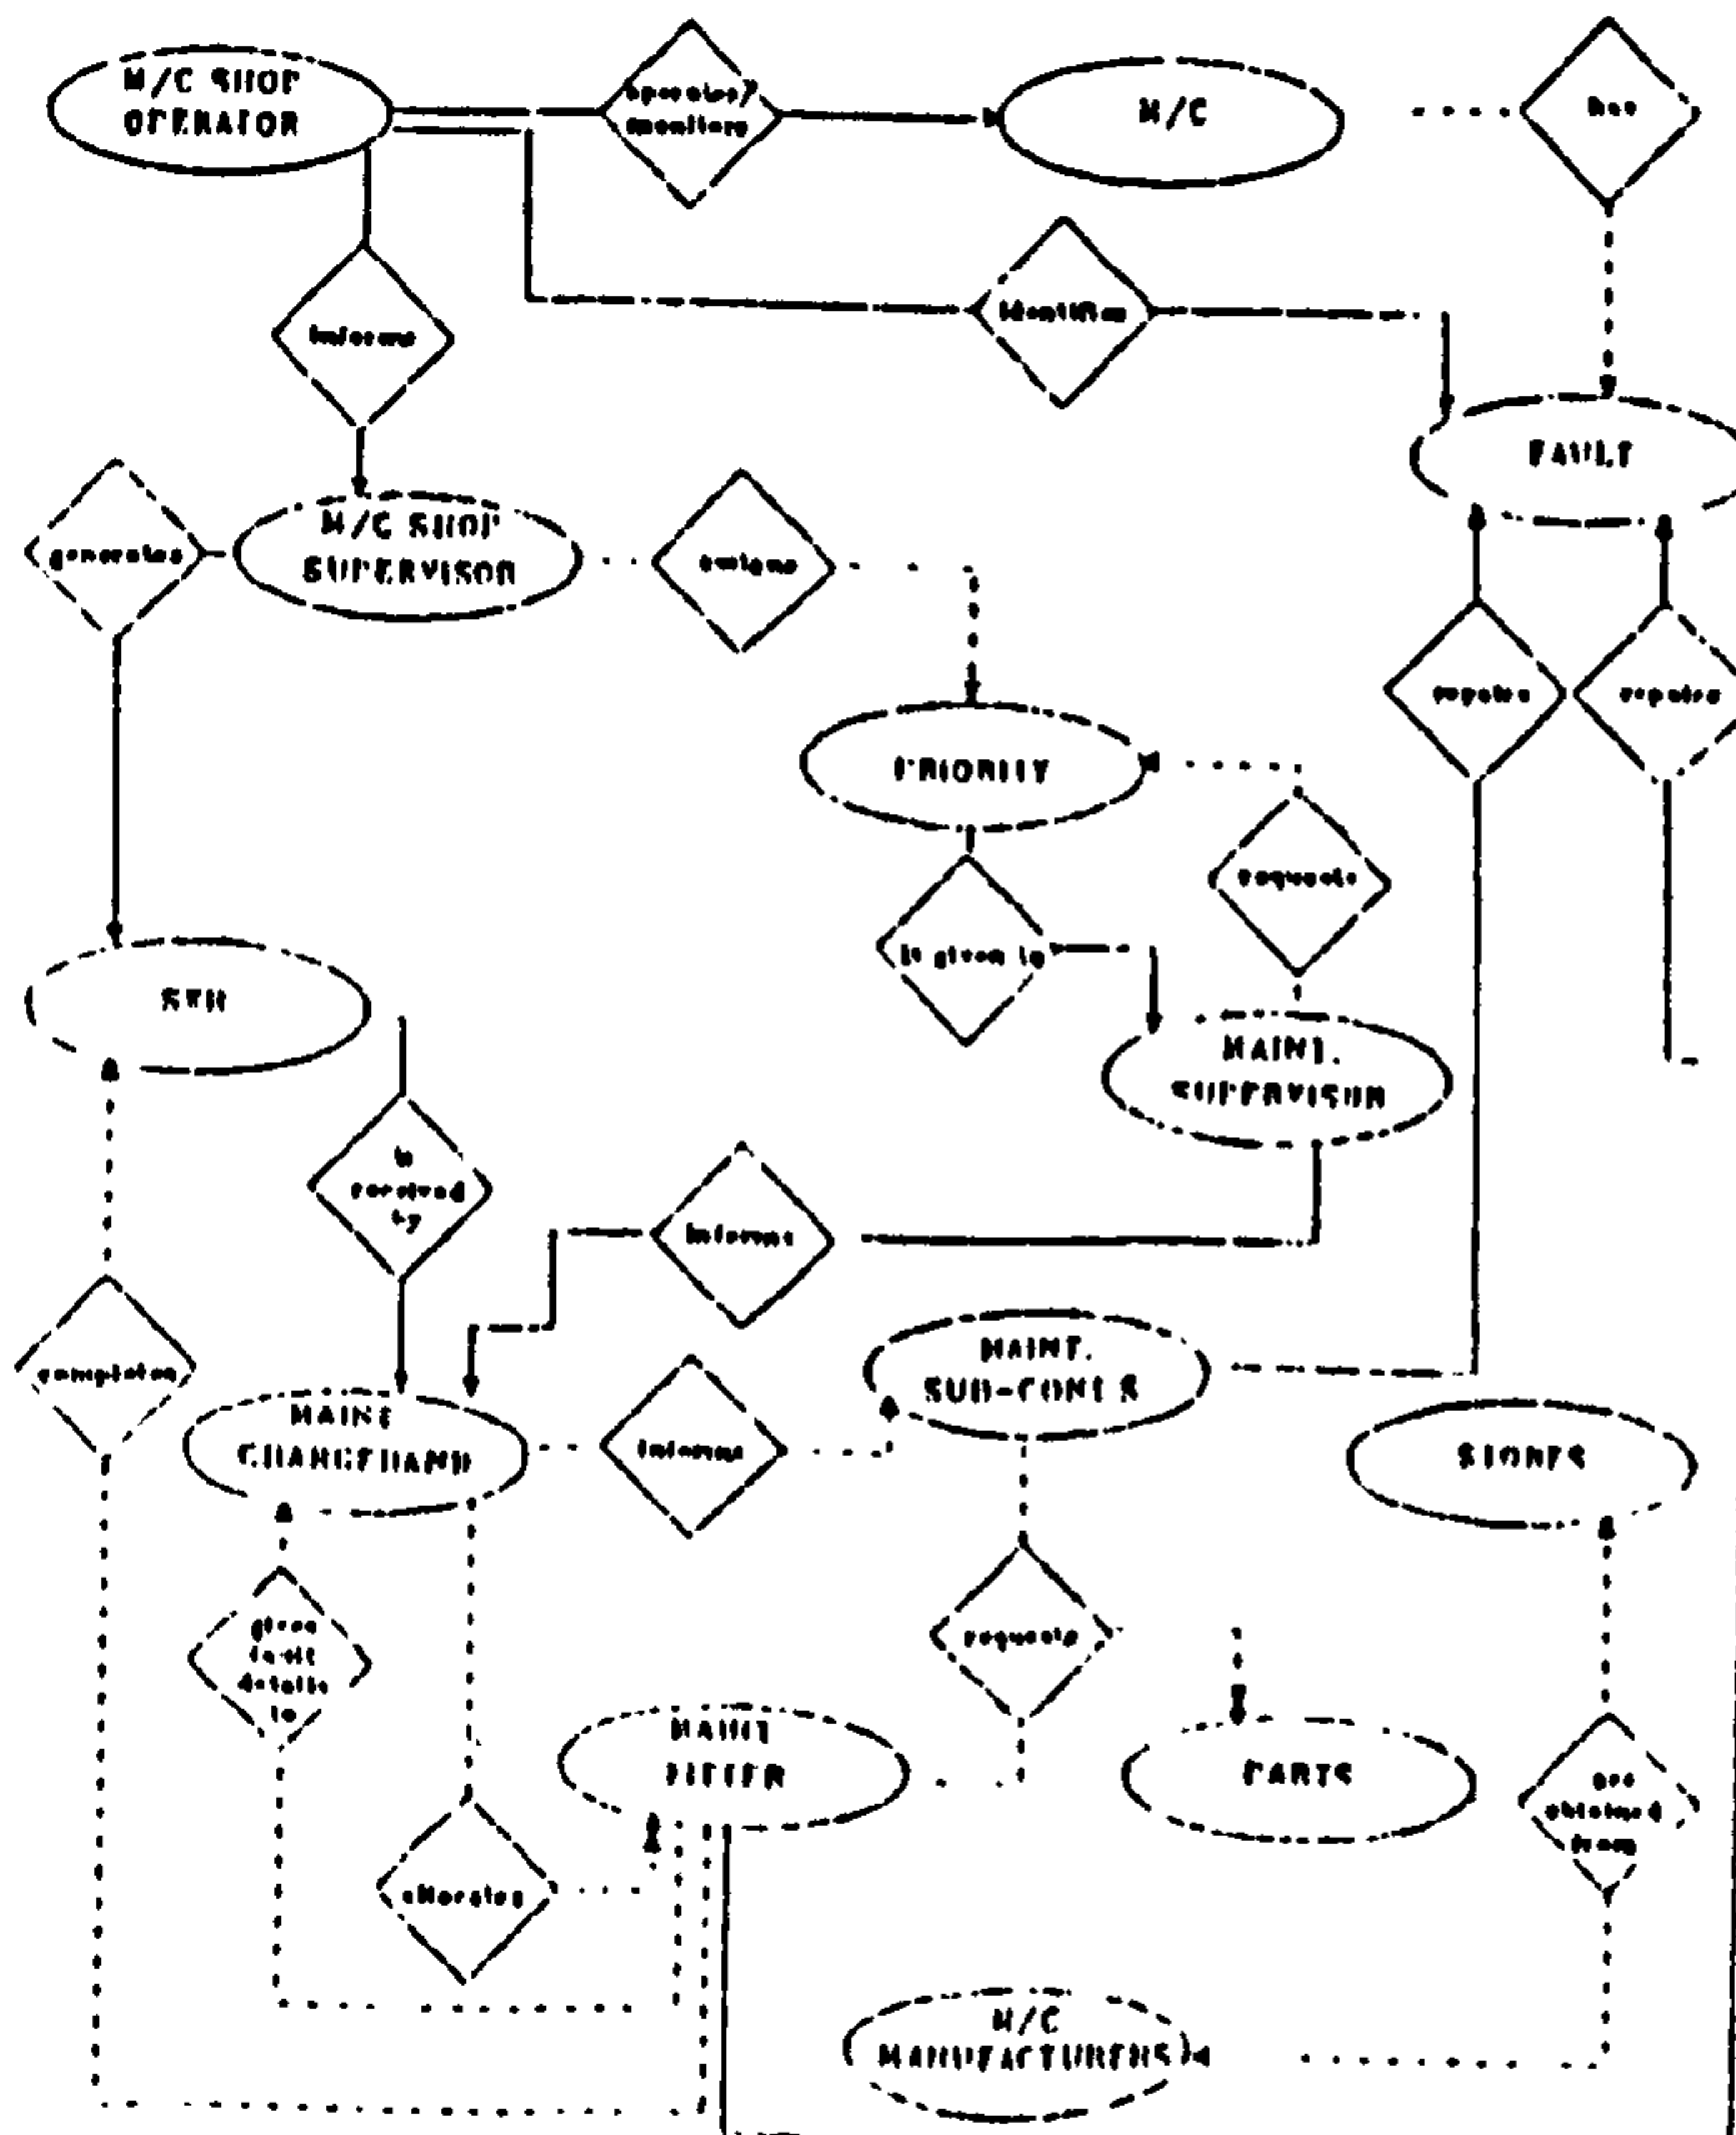 M/C SHOP
OPERATOR
operates/
monitors
M/C
has
informs
identifies
FAULT
generates
M/C SHOP
SUPERVISOR
assigns
repairs
repairs
PRIORITY
requests
is given to
MAINT.
SUPERVISOR
is
received
by
informs
completes
MAINT
CHARGEHAND
informs
MAINT.
SUB-CONTS
STORES
gives
fault
details
to
requests
MAINT
FITTER
PARTS
are
obtained
from
allocates
M/C
MANUFACTURERS